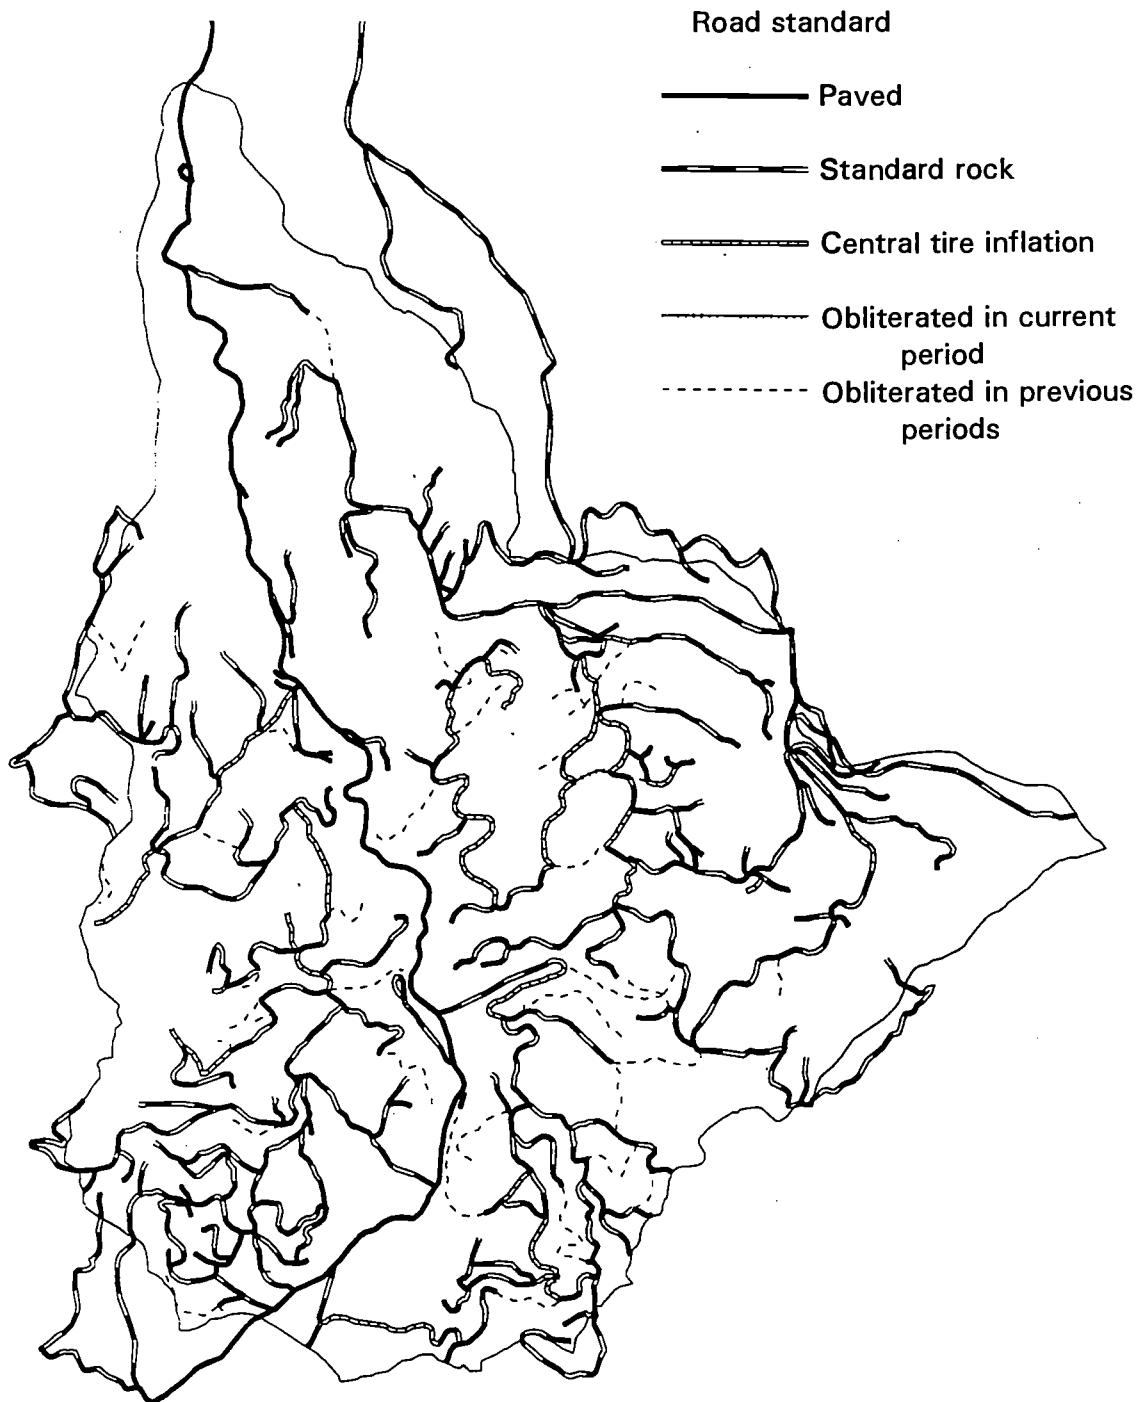 Road standard
Paved
Standard rock
Central tire inflation
Obliterated in current
period
Obliterated in previous
periods